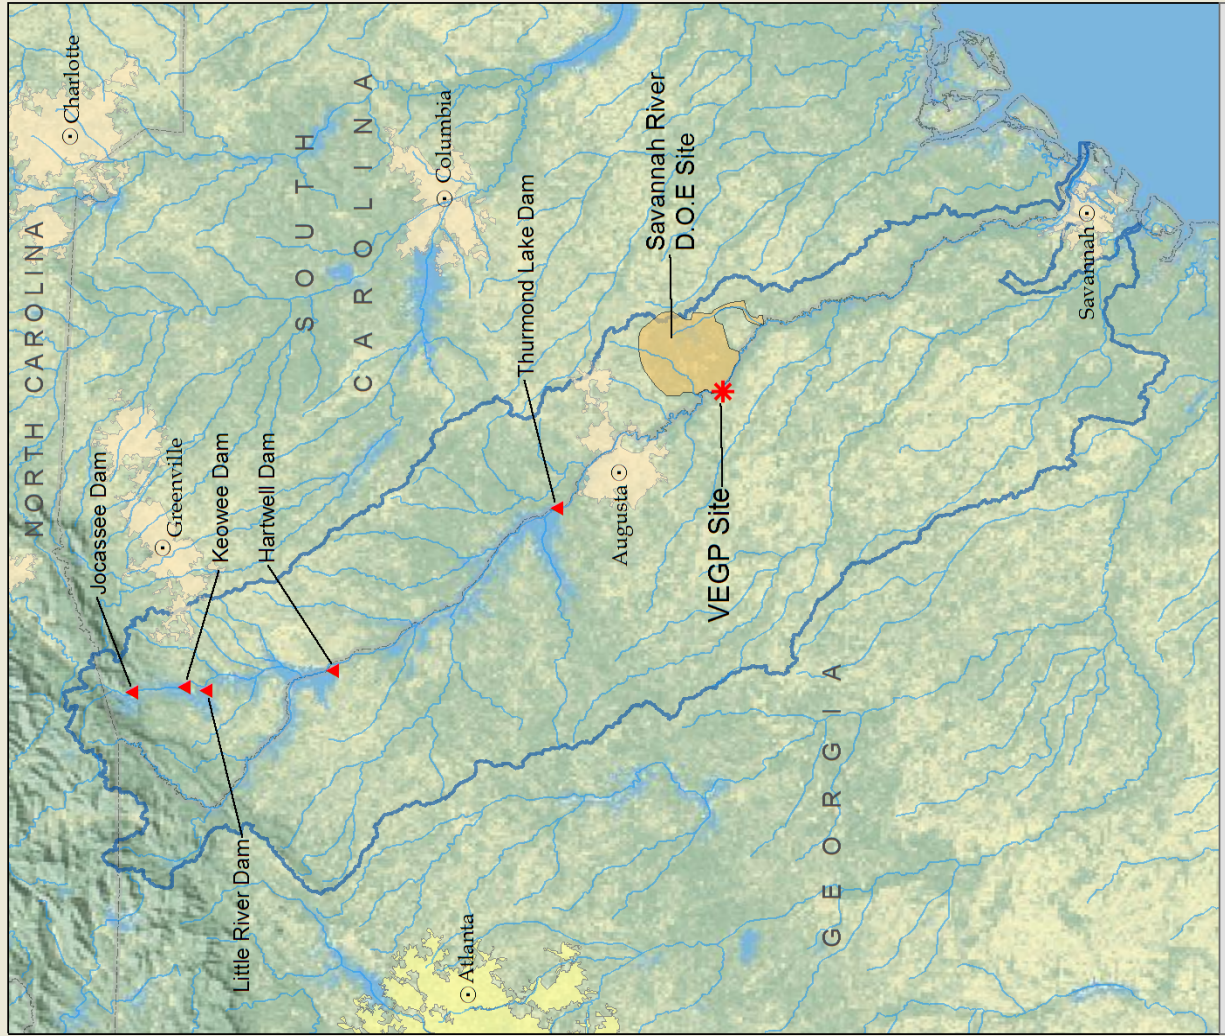 NORTH CAROLINA
Charlotte
SOUTH
CAROLINA
Columbia
Greenville
Jocassee Dam
Keowee Dam
Hartwell Dam
Little River Dam
Thurmond Lake Dam
Savannah River
D.O.E Site
Augusta
VEGP Site
Savannah
Atlanta
GEORGIA